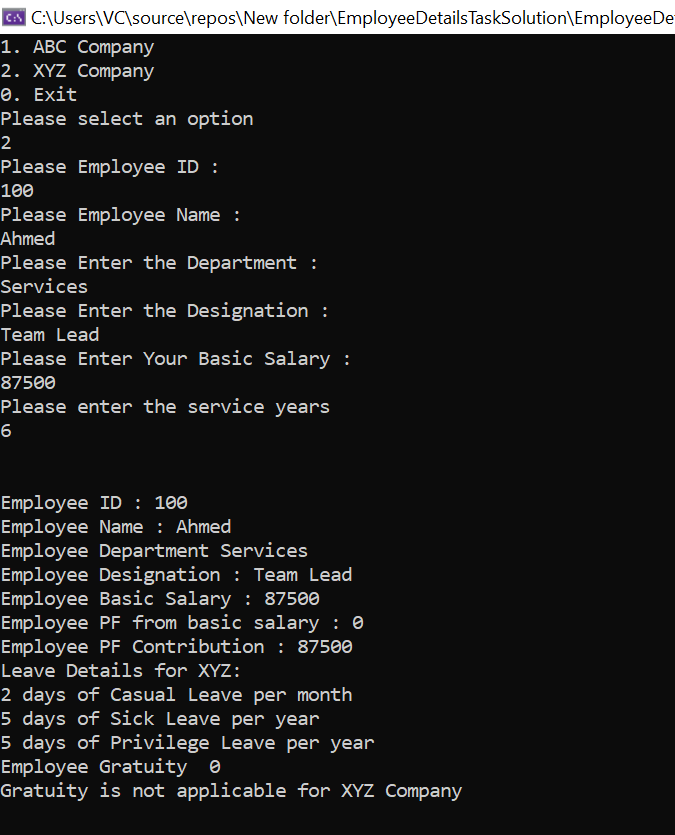 C:\Users\VC\source\repos\New folder\EmployeeDetailsTaskSolution\EmployeeDe
1. ABC Company
2. XYZ Company
0. Exit
Please select an option
2
Please Employee ID :
100
Please Employee Name :
Ahmed
Please Enter the Department :
Services
Please Enter the Designation :
Team Lead
Please Enter Your Basic Salary :
87500
Please enter the service years
6
Employee ID : 100
Employee Name : Ahmed
Employee Department Services
Employee Designation : Team Lead
Employee Basic Salary : 87500
Employee PF from basic salary : 0
Employee PF Contribution : 87500
Leave Details for XYZ:
2 days of Casual Leave per month
5 days of Sick Leave per year
5 days of Privilege Leave per year
Employee Gratuity  0
Gratuity is not applicable for XYZ Company